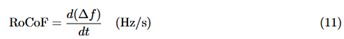 RoCoF = d(Δf)/dt (Hz/s) (11)